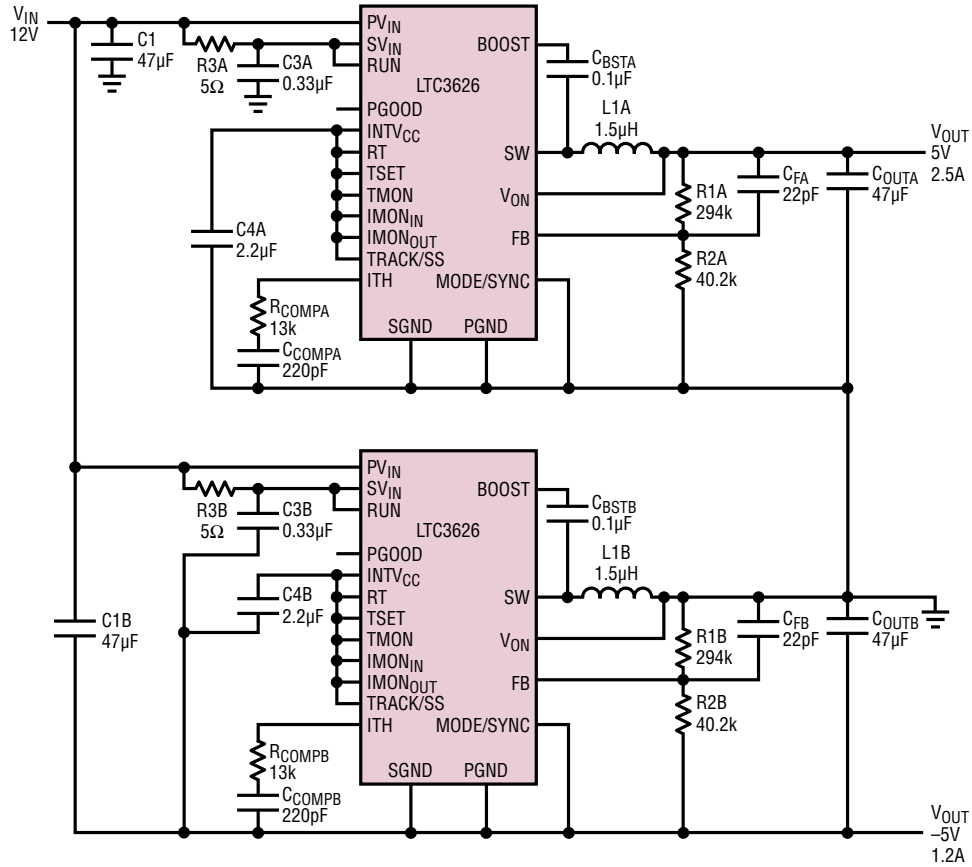 VIN
12V
C1
47µF
R3A
5Ω
C3A
0.33µF
PVIN
SVIN
RUN
PGOOD
INTVCC
RT
TSET
TMON
IMONIN
IMONOUT
TRACK/SS
ITH
LTC3626
BOOST
SW
VON
FB
MODE/SYNC
SGND
PGND
C4A
2.2µF
RCOMPA
13k
CCOMPA
220pF
CBSTA
0.1µF
L1A
1.5µH
R1A
294k
R2A
40.2k
CFA
22pF
COUTA
47µF
VOUT
5V
2.5A
C1B
47µF
R3B
5Ω
C3B
0.33µF
PVIN
SVIN
RUN
PGOOD
INTVCC
RT
TSET
TMON
IMONIN
IMONOUT
TRACK/SS
ITH
LTC3626
BOOST
SW
VON
FB
MODE/SYNC
SGND
PGND
C4B
2.2µF
RCOMPB
13k
CCOMPB
220pF
CBSTB
0.1µF
L1B
1.5µH
R1B
294k
R2B
40.2k
CFB
22pF
COUTB
47µF
VOUT
–5V
1.2A